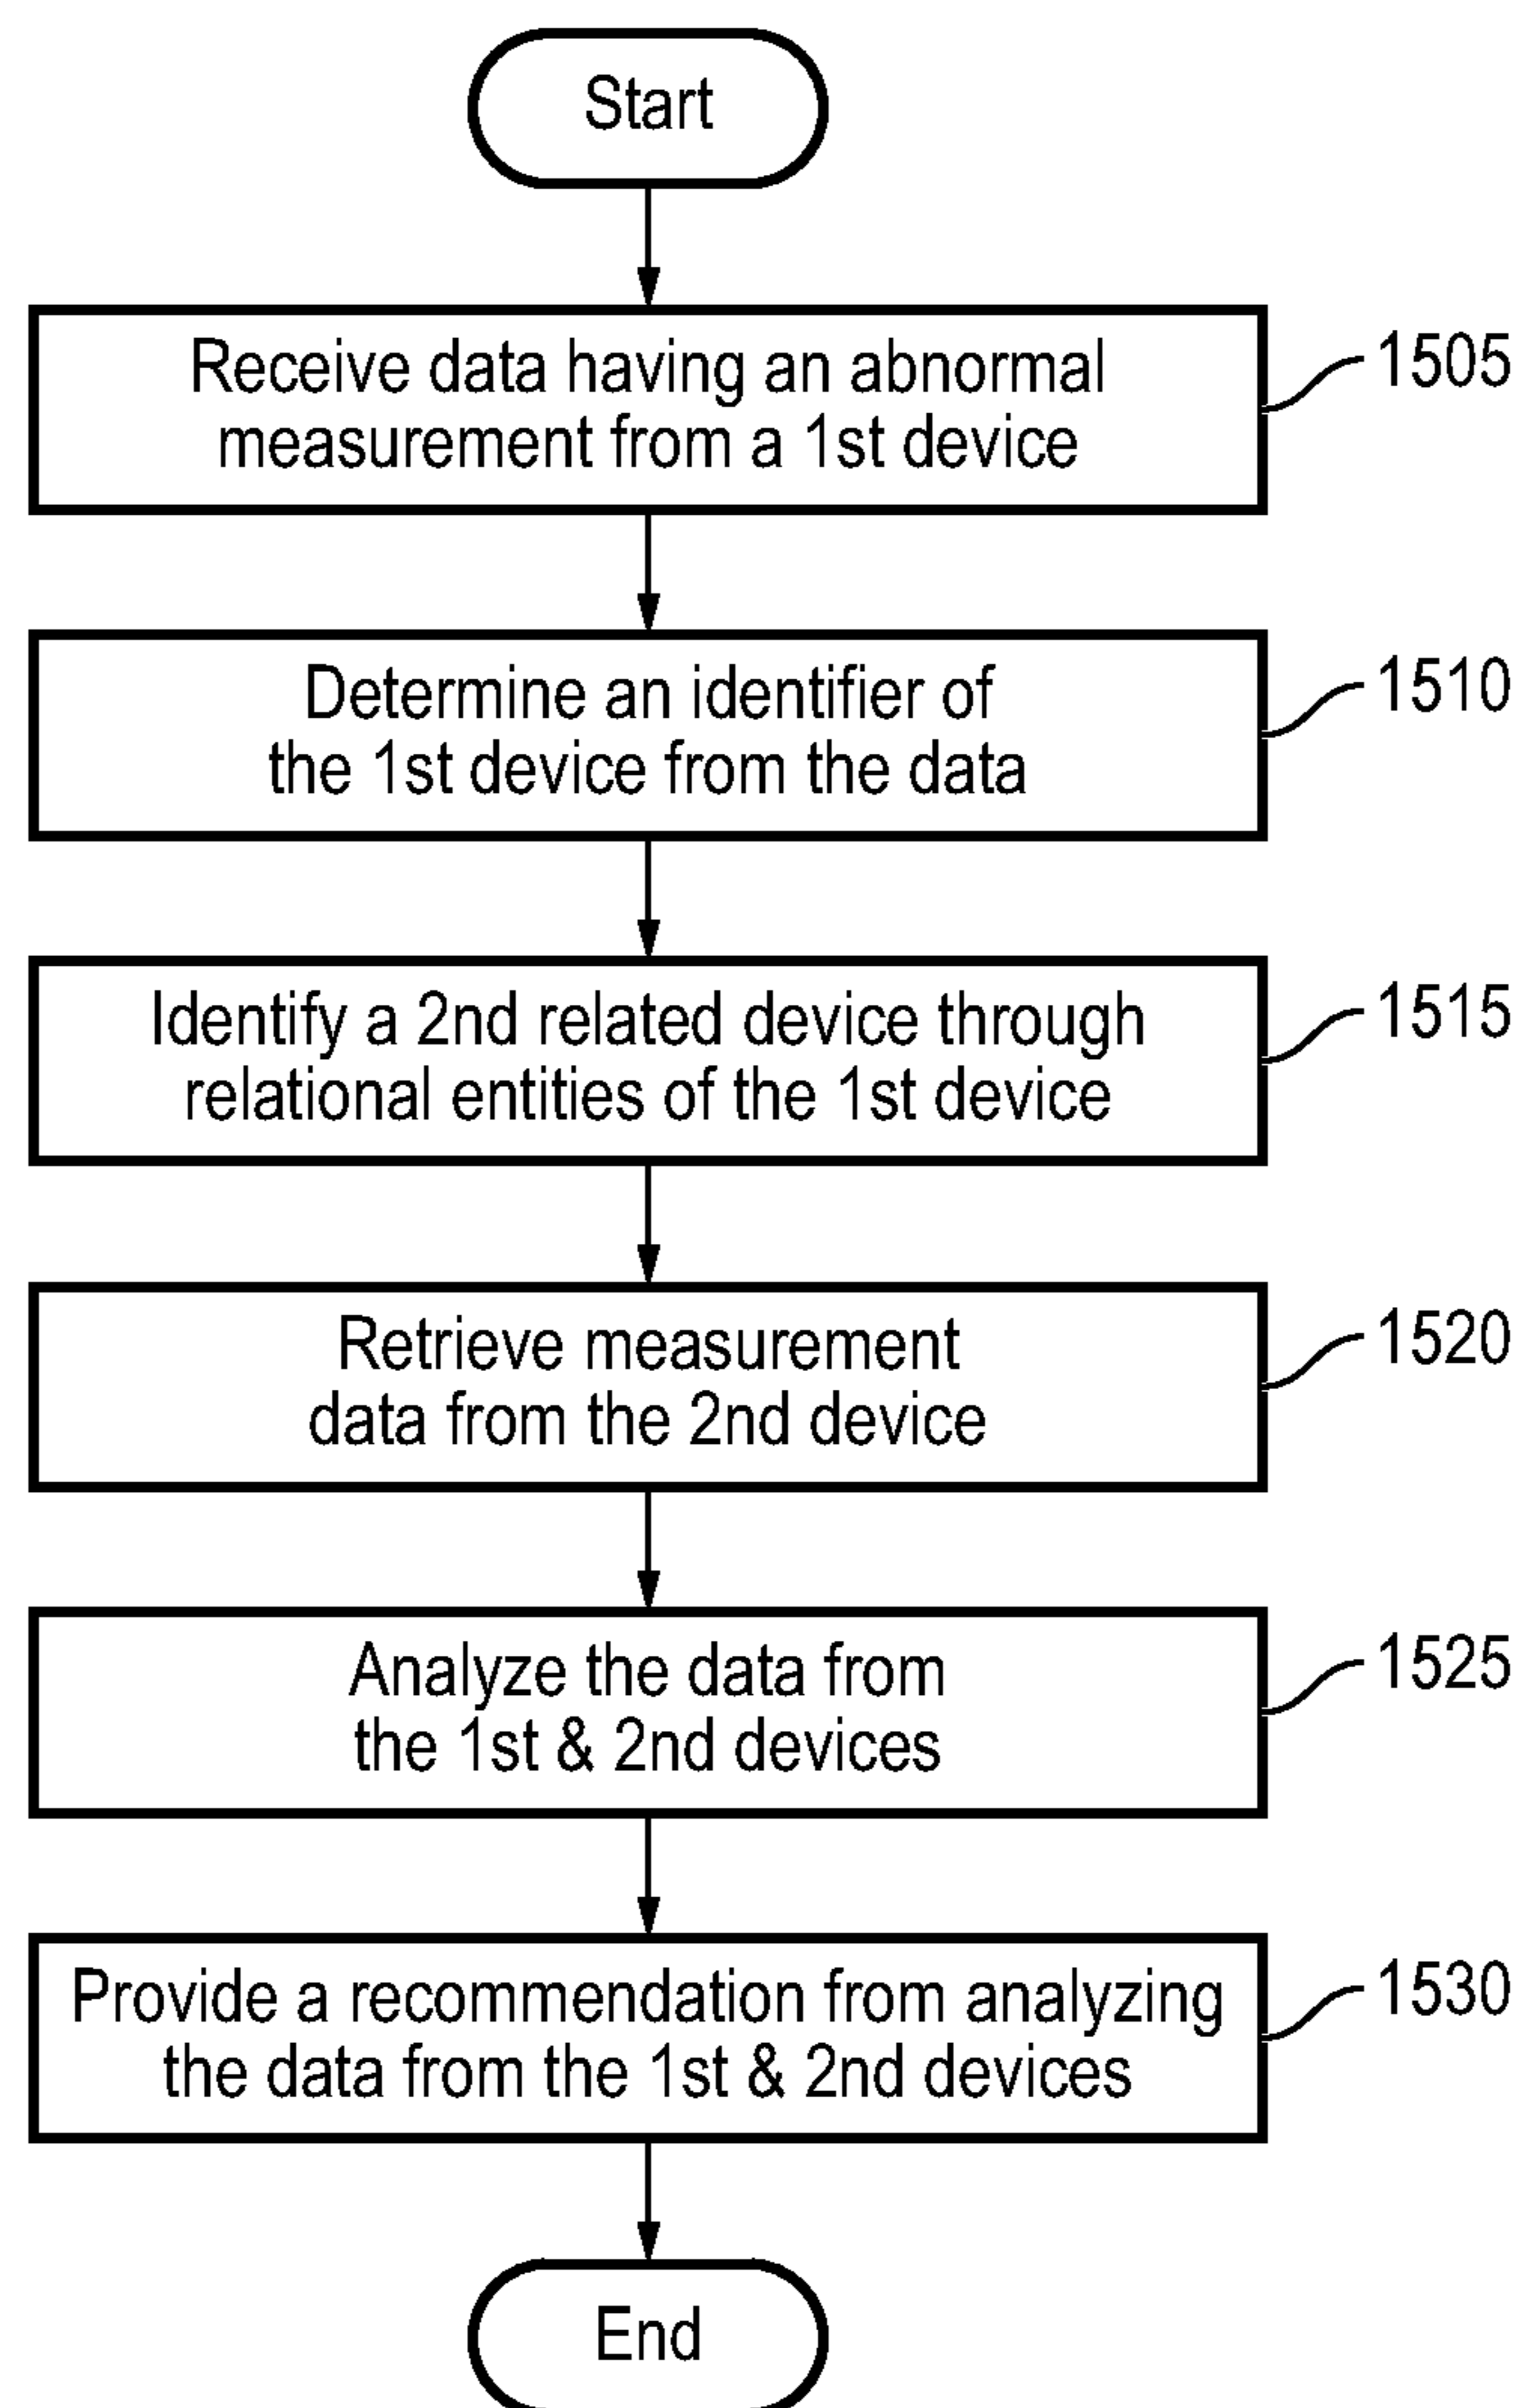 Start
Receive data having an abnormal
measurement from a 1st device
1505
Determine an identifier of
the 1st device from the data
1510
Identify a 2nd related device through
relational entities of the 1st device
1515
Retrieve measurement
data from the 2nd device
1520
Analyze the data from
the 1st & 2nd devices
1525
Provide a recommendation from analyzing
the data from the 1st & 2nd devices
1530
End